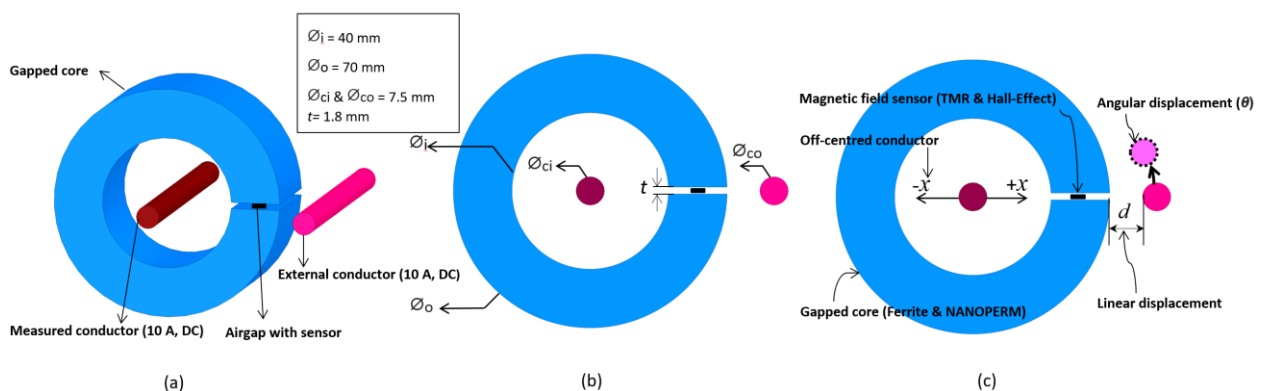 Gapped core
Measured conductor (10 A, DC)
Airgap with sensor
External conductor (10 A, DC)
(a)
∅i = 40 mm
∅o = 70 mm
∅ci & ∅co = 7.5 mm
t= 1.8 mm
∅i
∅ci
t
∅co
∅o
(b)
Magnetic field sensor (TMR & Hall-Effect)
Off-centred conductor
Angular displacement (θ)
-x
+x
d
Linear displacement
Gapped core (Ferrite & NANOPERM)
(c)